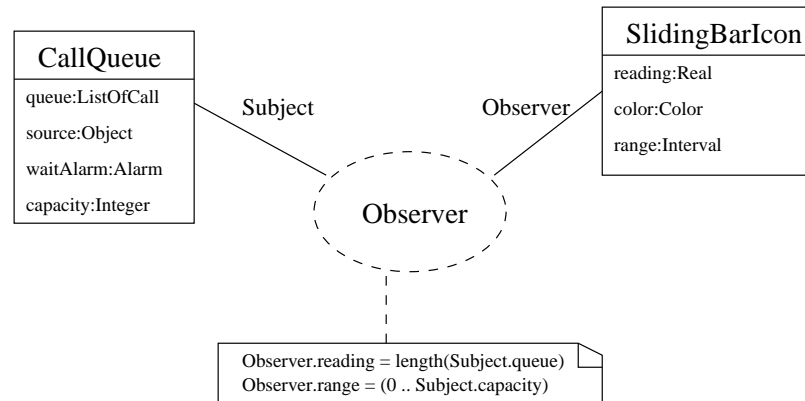 CallQueue
queue:ListOfCall
source:Object
waitAlarm:Alarm
capacity:Integer
Subject
Observer
SlidingBarIcon
reading:Real
color:Color
range:Interval
Observer
Observer.reading = length(Subject.queue)
Observer.range = (0 .. Subject.capacity)